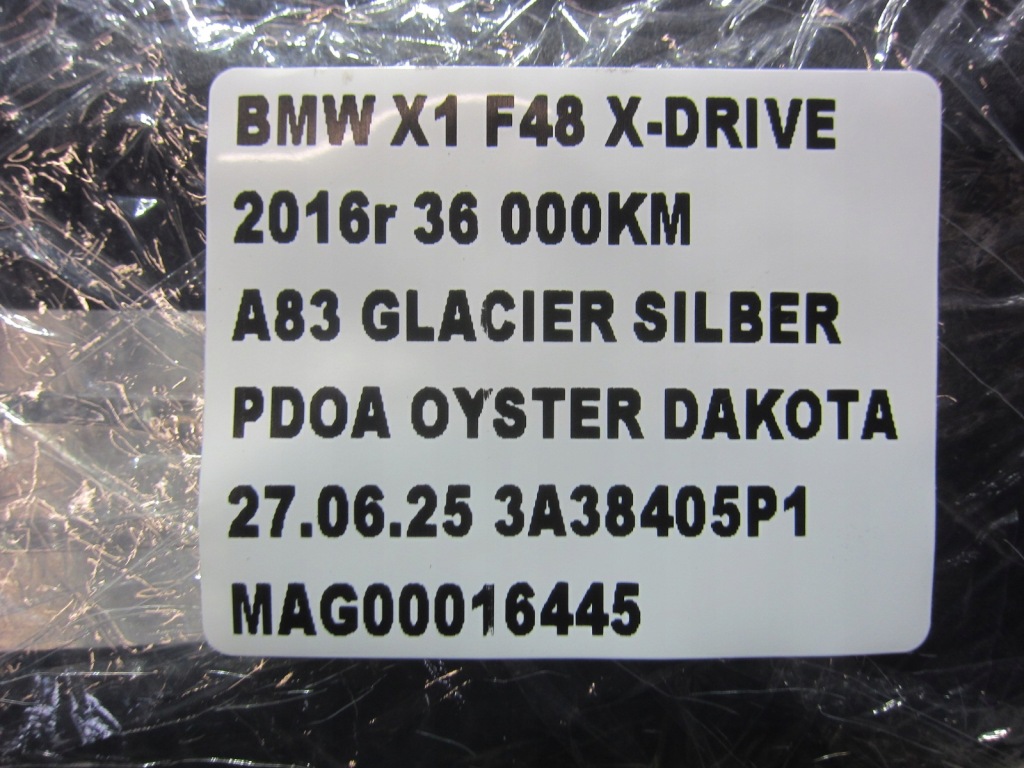 BMW X1 F48 X-DRIVE
2016r 36 000KM
A83 GLACIER SILBER
PDOA OYSTER DAKOTA
27.06.25 3A38405P1
MAG00016445